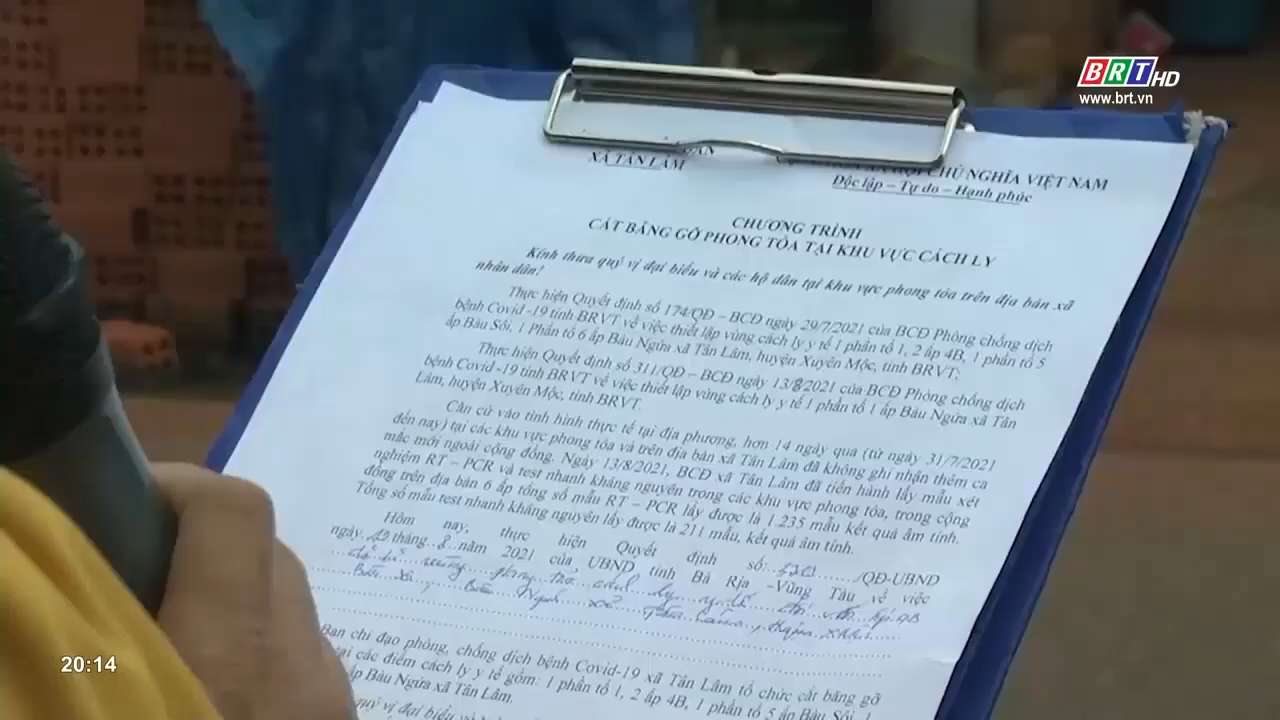 BRT HD
www.brt.vn
XÃ TÂN LÂM
CHỦ NGHĨA VIỆT NAM
Độc lập – Tự do – Hạnh phúc
CHƯƠNG TRÌNH
CẮT BĂNG GỠ PHONG TỎA TẠI KHU VỰC CÁCH LY
Kính thưa quý vị đại biểu và các hộ dân tại khu vực phong tỏa trên địa bàn xã
nhân dân!
Thực hiện Quyết định số 174/QĐ – BCĐ ngày 29/7/2021 của BCĐ Phòng chống dịch
bệnh Covid -19 tỉnh BRVT về việc thiết lập vùng cách ly y tế 1 phần tổ 1, 2 ấp 4B, 1 phần tổ 5
ấp Bàu Sôi, 1 Phần tổ 6 ấp Bàu Ngứa xã Tân Lâm, huyện Xuyên Mộc, tỉnh BRVT;
Thực hiện Quyết định số 311/QĐ – BCĐ ngày 13/8/2021 của BCĐ Phòng chống dịch
bệnh Covid -19 tỉnh BRVT về việc thiết lập vùng cách ly y tế 1 phần tổ 1 ấp Bàu Ngứa xã Tân
Lâm, huyện Xuyên Mộc, tỉnh BRVT.
Căn cứ vào tình hình thực tế tại địa phương, hơn 14 ngày qua (từ ngày 31/7/2021
đến nay) tại các khu vực phong tỏa và trên địa bàn xã Tân Lâm đã không ghi nhận thêm ca
mắc mới ngoài cộng đồng. Ngày 13/8/2021, BCĐ xã Tân Lâm đã tiến hành lấy mẫu xét
nghiệm RT – PCR và test nhanh kháng nguyên trong các khu vực phong tỏa, trong cộng
đồng trên địa bàn 6 ấp tổng số mẫu RT – PCR lấy được là 1.235 mẫu kết quả âm tính.
Tổng số mẫu test nhanh kháng nguyên lấy được là 211 mẫu, kết quả âm tính.
Hôm nay, thực hiện Quyết định số: /QĐ-UBND
ngày tháng 8 năm 2021 của, UBND tỉnh Bà Rịa –Vũng Tàu về việc
Ban chỉ đạo phòng, chống dịch bệnh Covid-19 xã Tân Lâm tổ chức cắt băng gỡ
tại các điểm cách ly y tế gồm: 1 phần tổ 1, 2 ấp 4B, 1 phần tổ 5 ấp Bàu Sôi, 1
ấp Bàu Ngứa xã Tân Lâm.
quý vị đại biểu và
20:14